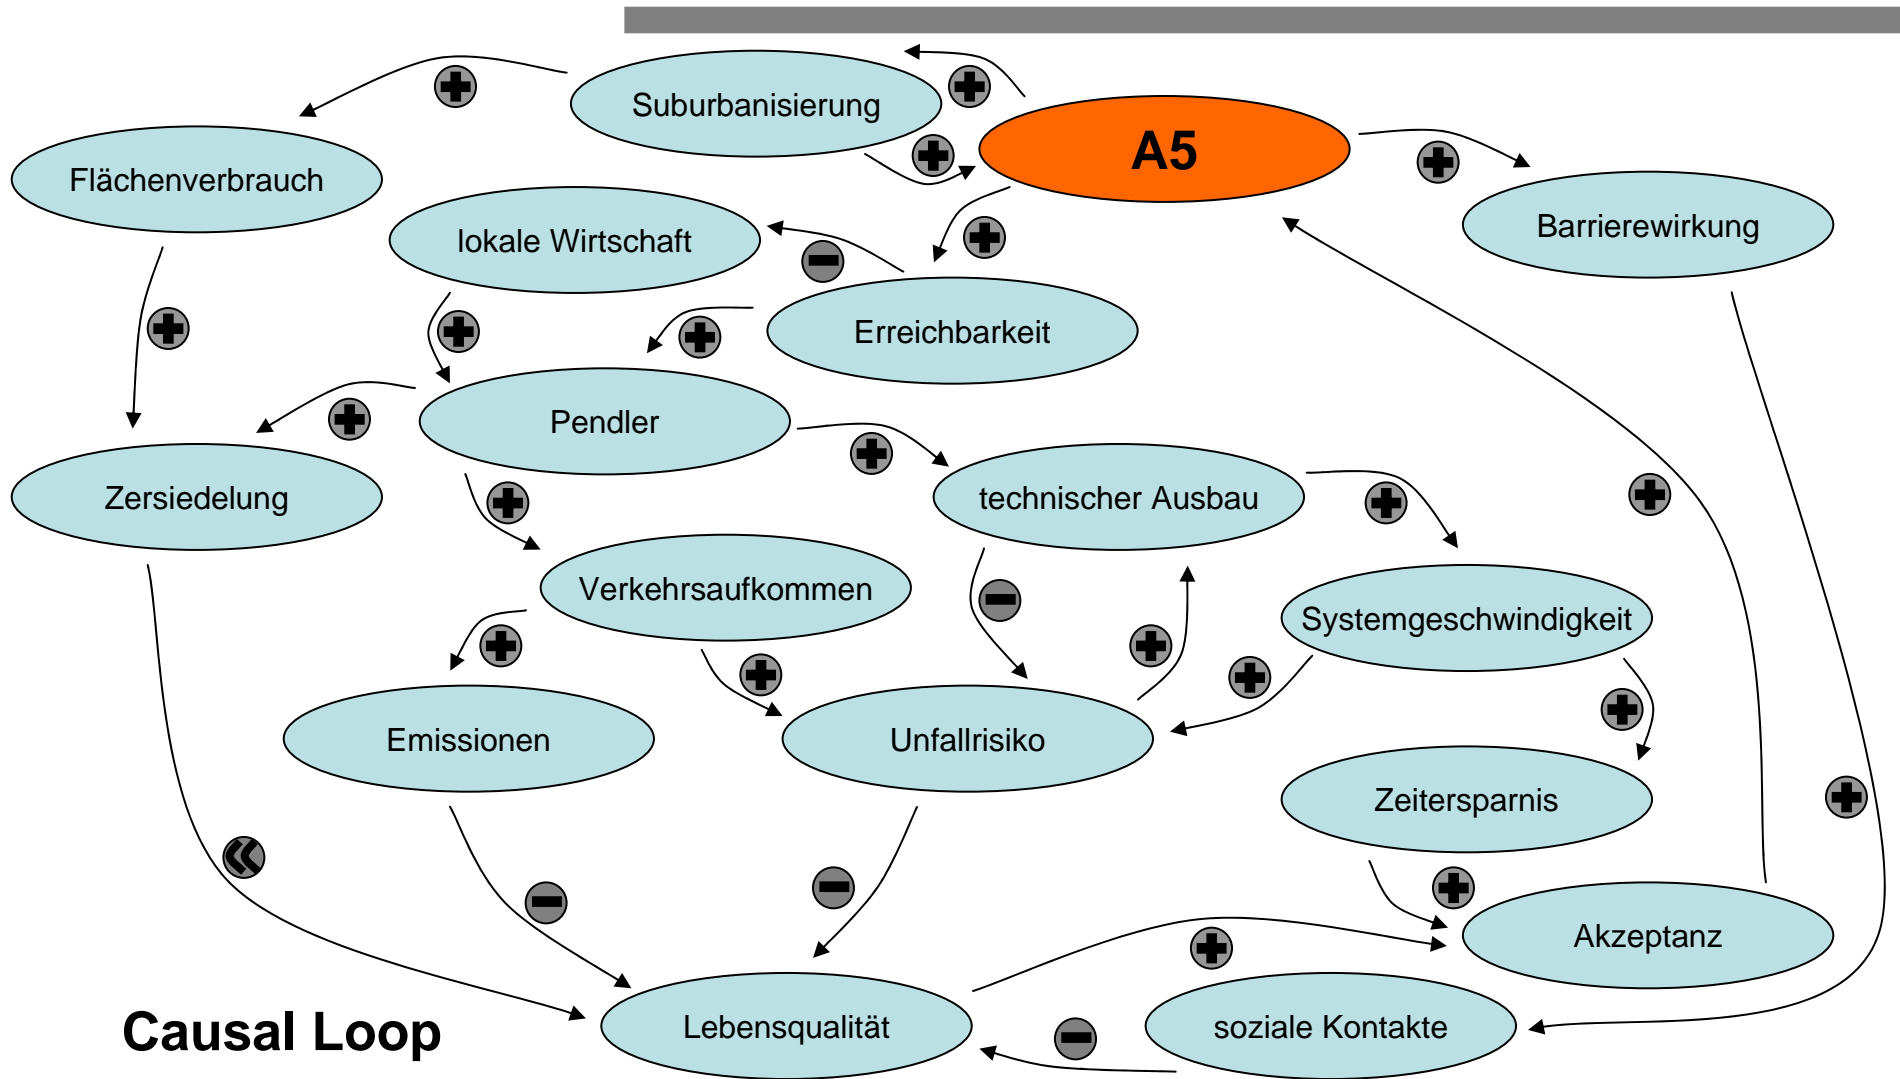 Suburbanisierung
A5
Flächenverbrauch
lokale Wirtschaft
Barrierewirkung
Erreichbarkeit
Pendler
Zersiedelung
technischer Ausbau
Verkehrsaufkommen
Systemgeschwindigkeit
Emissionen
Unfallrisiko
Zeitersparnis
Akzeptanz
Lebensqualität
soziale Kontakte
Causal Loop